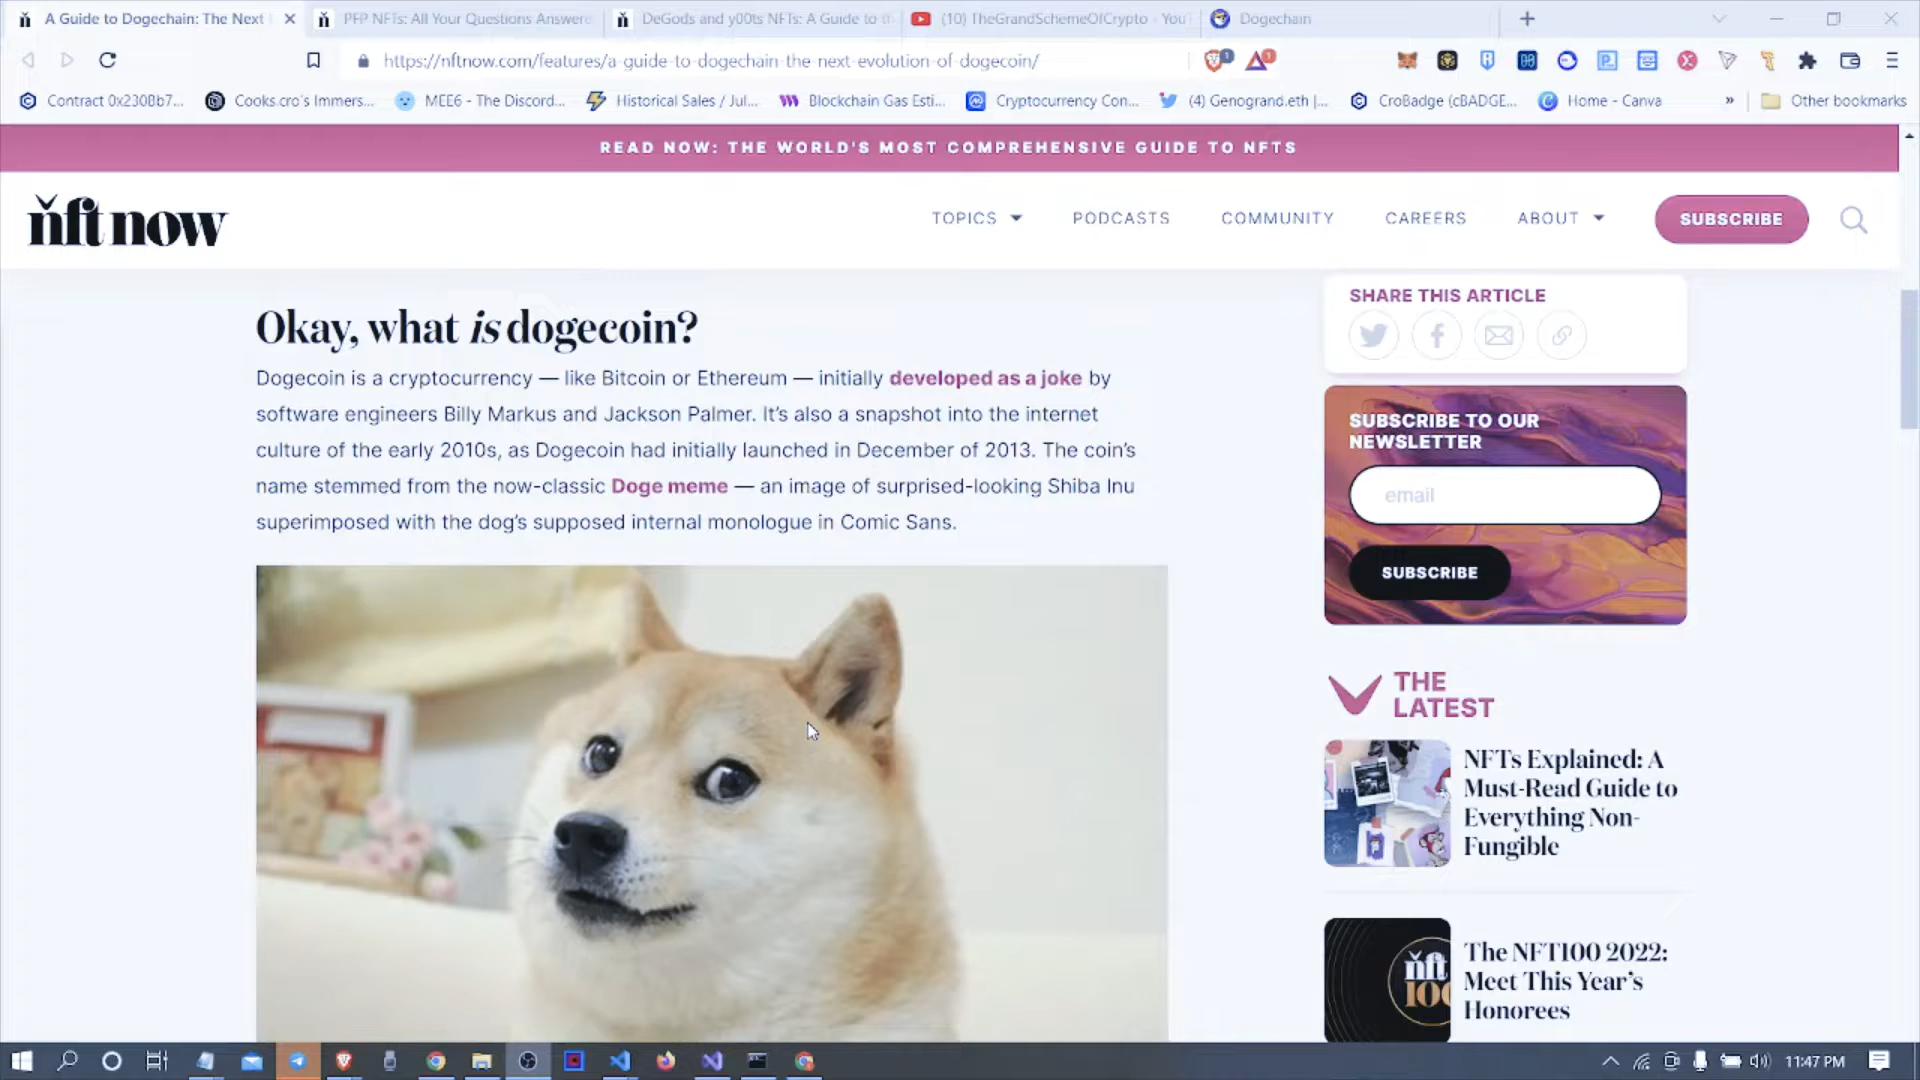 A Guide to Dogechain: The Next
PFP NFTs: All Your Questions Answere
DeGods and y00ts NFTs: A Guide to th
(10) TheGrandSchemeOfCrypto - You
Dogechain
https://nftnow.com/features/a-guide-to-dogechain-the-next-evolution-of-dogecoin/
1
1
Contract 0x2308b7...
Cooks.cro's Immers...
MEE6 - The Discord...
Historical Sales / Jul...
Blockchain Gas Esti...
Cryptocurrency Con...
(4) Genogrand.eth |...
CroBadge (cBADGE...
Home - Canva
»
Other bookmarks
READ NOW: THE WORLD'S MOST COMPREHENSIVE GUIDE TO NFTS
n̆ft now
TOPICS
PODCASTS
COMMUNITY
CAREERS
ABOUT
SUBSCRIBE
Okay, what is dogecoin?
Dogecoin is a cryptocurrency — like Bitcoin or Ethereum — initially developed as a joke by
software engineers Billy Markus and Jackson Palmer. It’s also a snapshot into the internet
culture of the early 2010s, as Dogecoin had initially launched in December of 2013. The coin’s
name stemmed from the now-classic Doge meme — an image of surprised-looking Shiba Inu
superimposed with the dog’s supposed internal monologue in Comic Sans.
SHARE THIS ARTICLE
SUBSCRIBE TO OUR
NEWSLETTER
email
SUBSCRIBE
THE
LATEST
NFTs Explained: A
Must-Read Guide to
Everything Non-
Fungible
n̆ft
100
The NFT100 2022:
Meet This Year’s
Honorees
11:47 PM